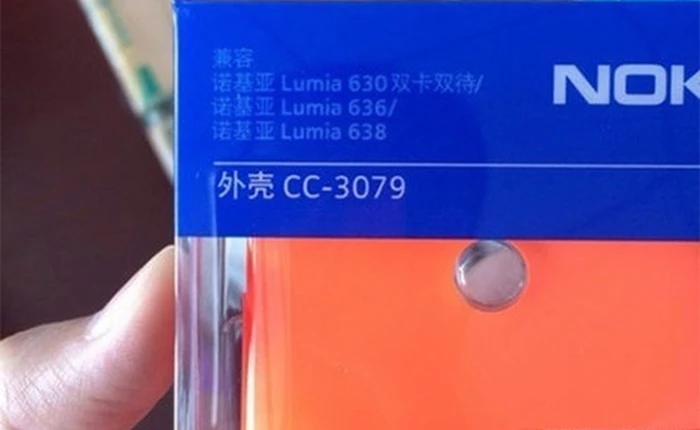 兼容
诺基亚 Lumia 630 双卡双待/
诺基亚 Lumia 636/
诺基亚 Lumia 638
NOK
外壳 CC-3079